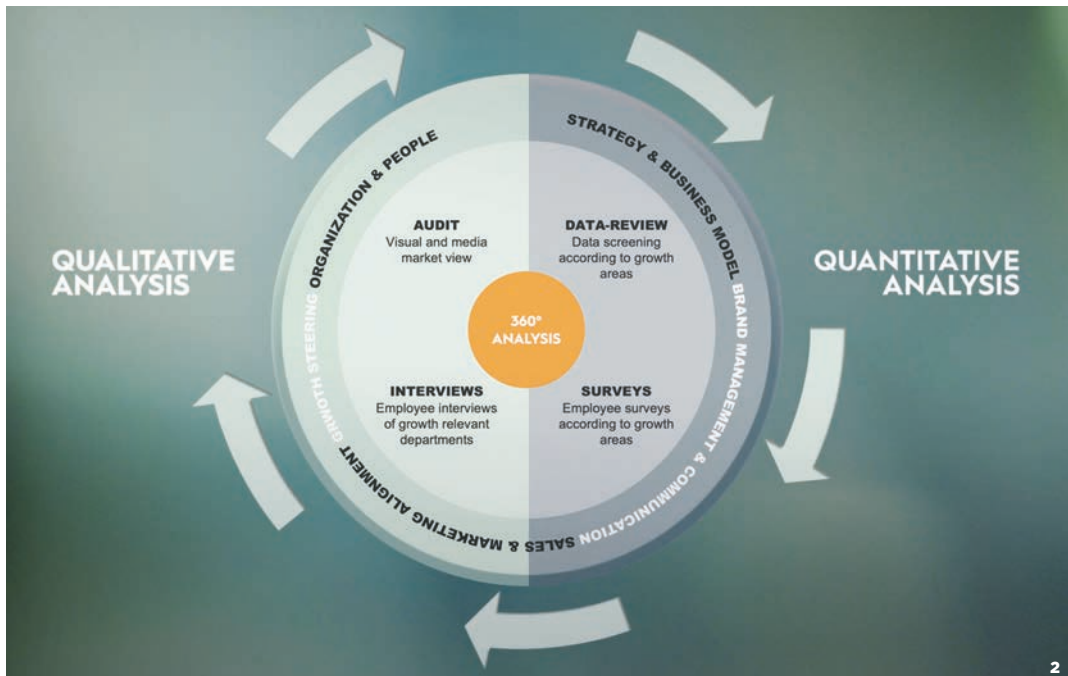 QUALITATIVE
ANALYSIS
ORGANIZATION & PEOPLE
STRATEGY & BUSINESS MODEL
BRAND MANAGEMENT & COMMUNICATION
SALES & MARKETING ALIGNMENT
GRWOTH STEERING
AUDIT
Visual and media
market view
DATA-REVIEW
Data screening
according to growth
areas
360°
ANALYSIS
INTERVIEWS
Employee interviews
of growth relevant
departments
SURVEYS
Employee surveys
according to growth
areas
QUANTITATIVE
ANALYSIS
2